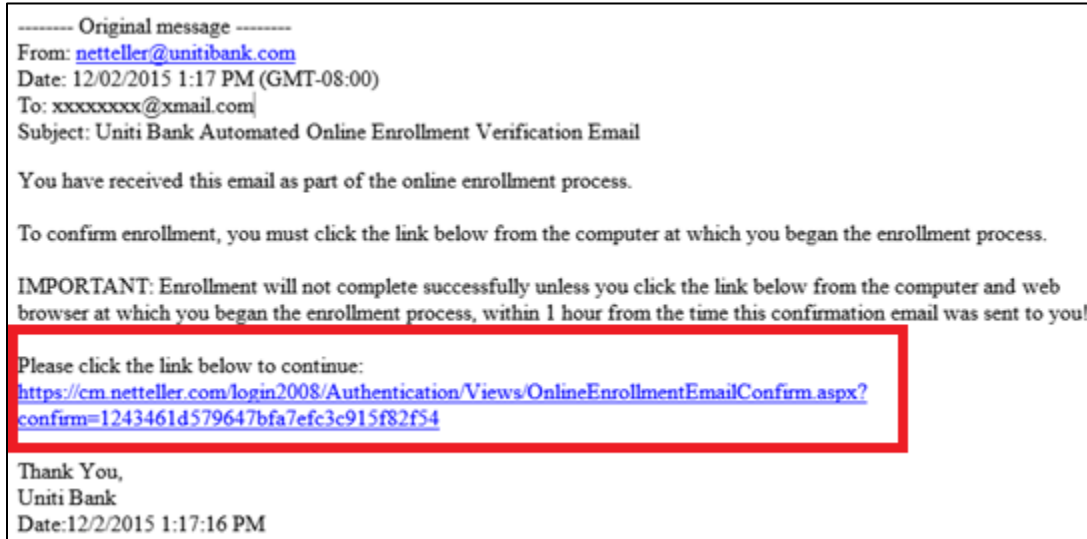 -------- Original message --------
From: netteller@unitibank.com
Date: 12/02/2015 1:17 PM (GMT-08:00)
To: xxxxxxxx@xmail.com
Subject: Uniti Bank Automated Online Enrollment Verification Email
You have received this email as part of the online enrollment process.
To confirm enrollment, you must click the link below from the computer at which you began the enrollment process.
IMPORTANT: Enrollment will not complete successfully unless you click the link below from the computer and web
browser at which you began the enrollment process, within 1 hour from the time this confirmation email was sent to you!
Please click the link below to continue:
https://cm.netteller.com/login2008/Authentication/Views/OnlineEnrollmentEmailConfirm.aspx?
confirm=1243461d579647bfa7efc3c915f82f54
Thank You,
Uniti Bank
Date:12/2/2015 1:17:16 PM